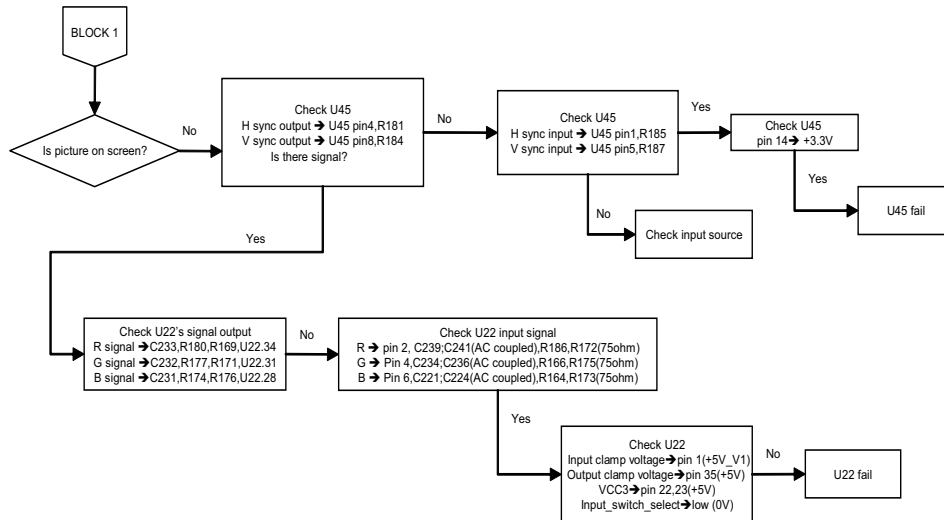 BLOCK 1
Is picture on screen?
No
Check U45
H sync output ➔ U45 pin4,R181
V sync output ➔ U45 pin8,R184
Is there signal?
No
Check U45
H sync input ➔ U45 pin1,R185
V sync input ➔ U45 pin5,R187
Yes
Check U45
pin 14➔ +3.3V
Yes
U45 fail
No
Check input source
Yes
Check U22's signal output
R signal ➔C233,R180,R169,U22.34
G signal ➔C232,R177,R171,U22.31
B signal ➔C231,R174,R176,U22.28
No
Check U22 input signal
R ➔ pin 2, C239;C241(AC coupled),R186,R172(75ohm)
G ➔ Pin 4,C234;C236(AC coupled),R166,R175(75ohm)
B ➔ Pin 6,C221;C224(AC coupled),R164,R173(75ohm)
Yes
Check U22
Input clamp voltage➔pin 1(+5V_V1)
Output clamp voltage➔pin 35(+5V)
VCC3➔pin 22,23(+5V)
Input_switch_select➔low (0V)
No
U22 fail